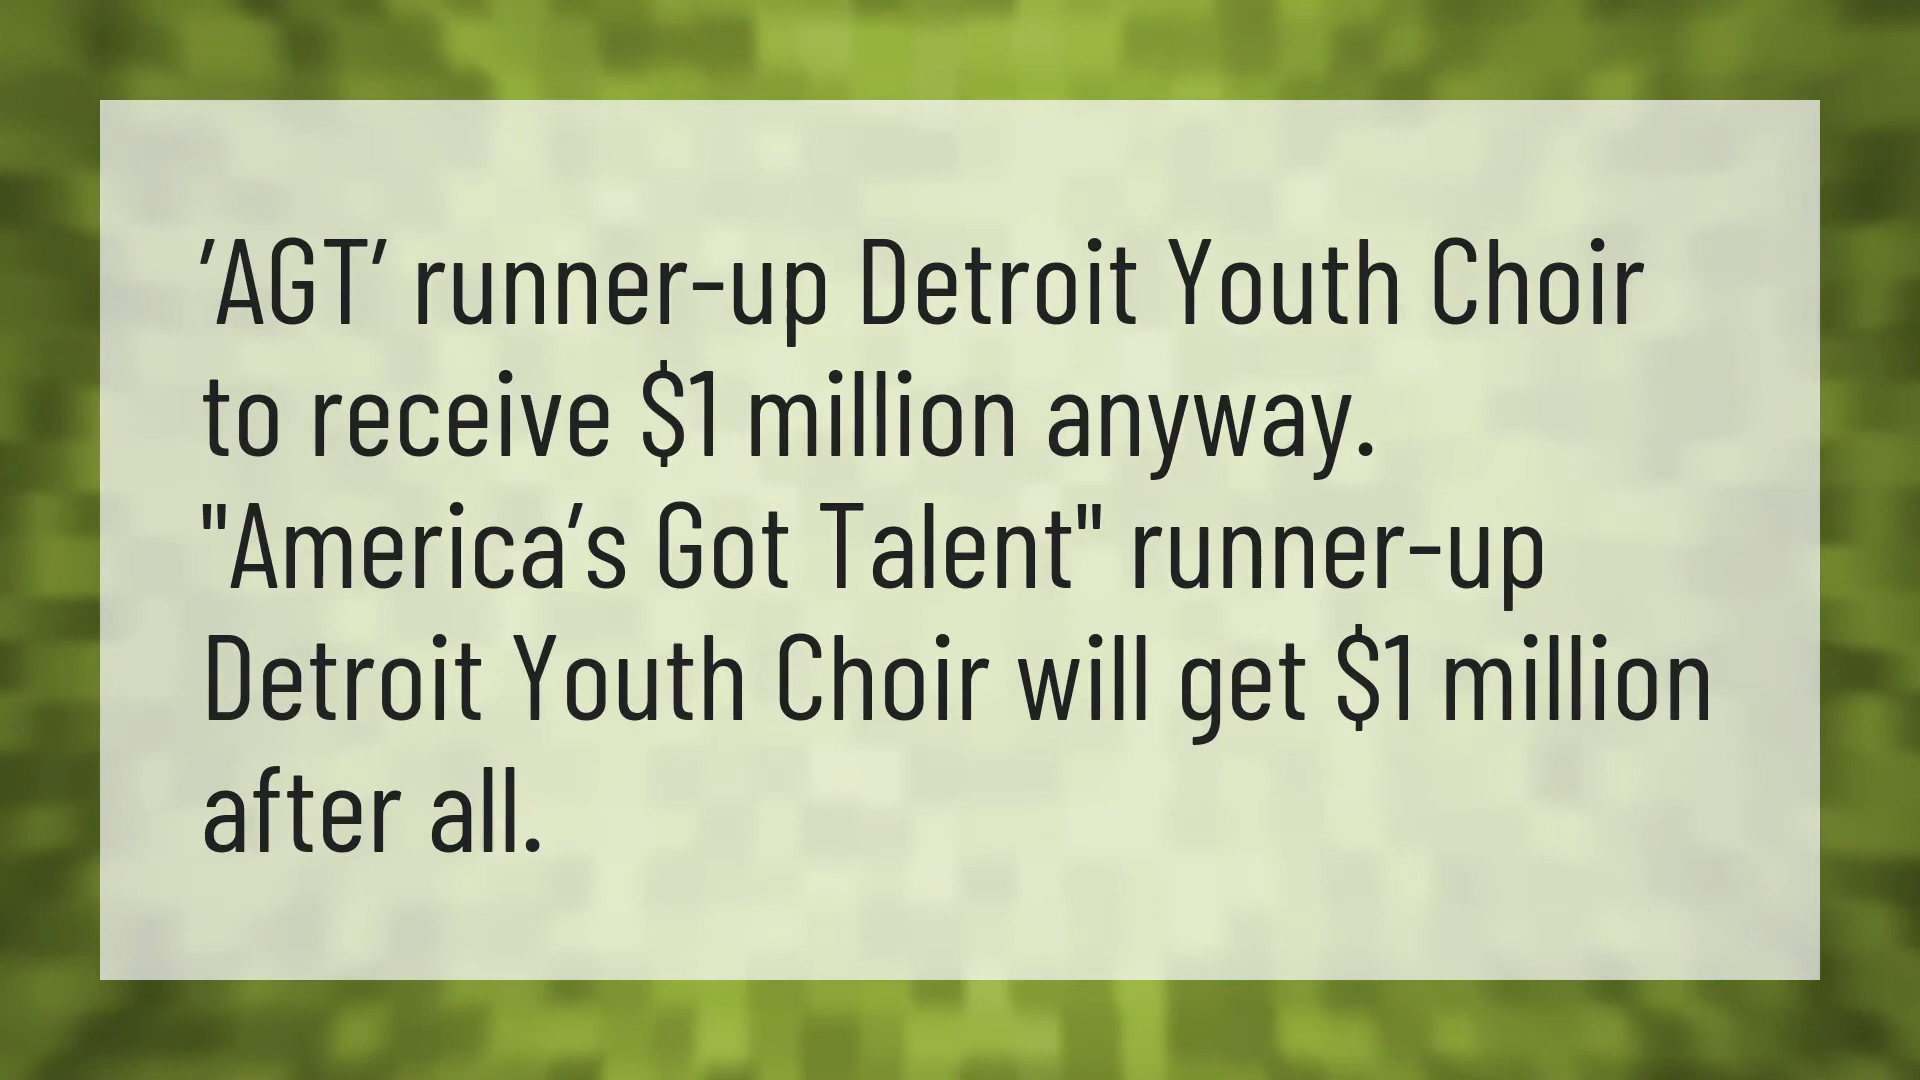 'AGT' runner-up Detroit Youth Choir
to receive $1 million anyway.
"America's Got Talent" runner-up
Detroit Youth Choir will get $1 million
after all.